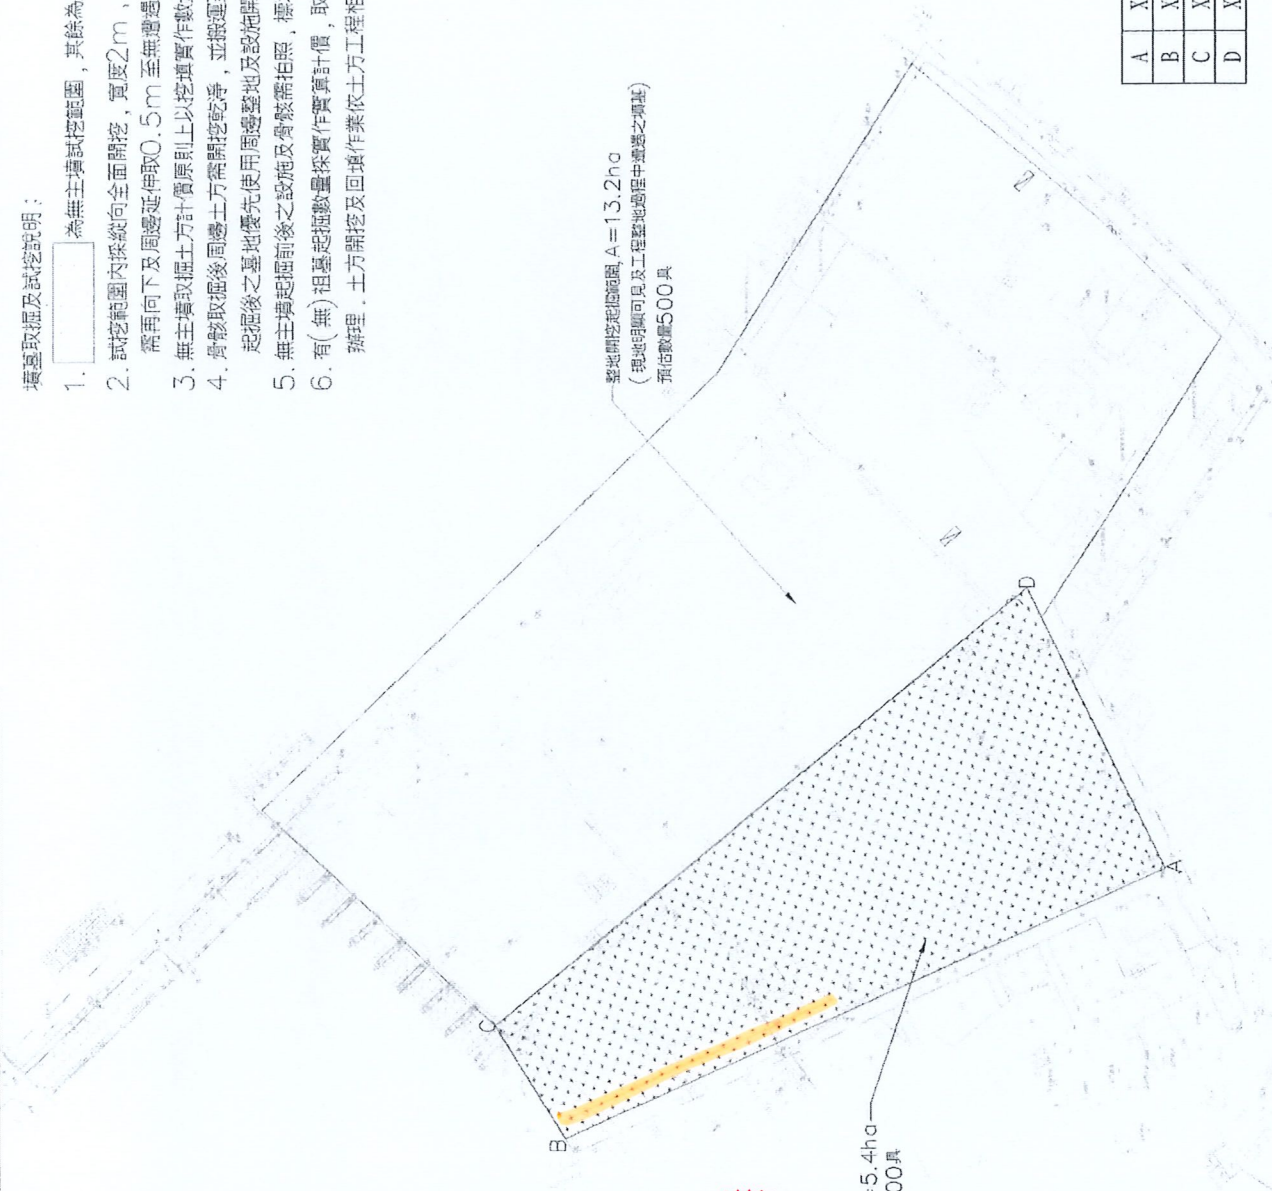 墳墓取掘及試挖說明：
1. 為無主墳試挖範圍，其餘為
2. 試挖範圍內採縱向全面開挖，寬度2m，
需再向下及周邊延伸取0.5m 至無遭遇
3. 無主墳取掘土方計價原則上以挖填實作數
4. 骨骸取掘後周邊土方需開挖乾淨，並搬運
起掘後之墓地優先使用周邊整地及設施開
5. 無主墳起掘前後之設施及骨骸需拍照，標
6. 有(無)祖墓起掘數量採實作實算計價，取
辦理．土方開挖及回填作業依土方工程相
整地開挖起掘範圍,A=13.2ha
(現地明顯可見及工程整地過程中遭遇之墳墓)
預估數量500具
A X
B X
C X
D X
C
D
B
A
=5.4ha
00具